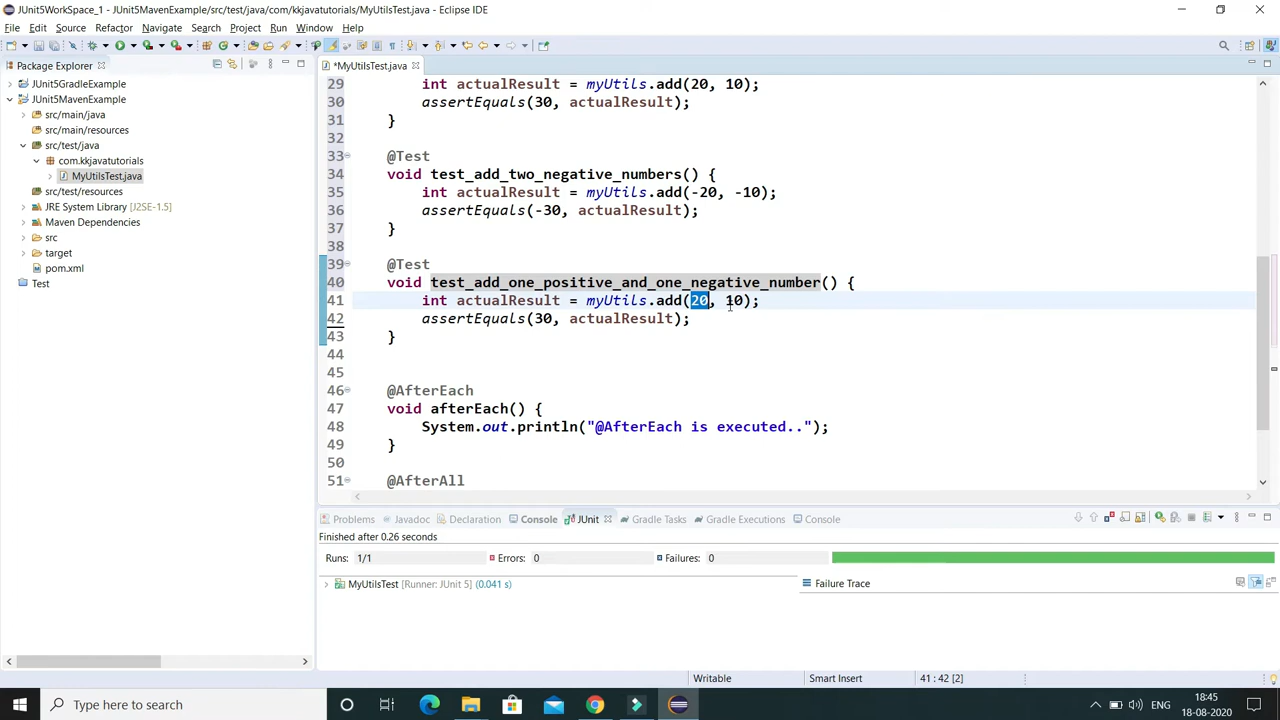 JUnit5WorkSpace_1 - JUnit5MavenExample/src/test/java/com/kkjavatutorials/MyUtilsTest.java - Eclipse IDE
File Edit Source Refactor Navigate Search Project Run Window Help
Package Explorer
JUnit5GradleExample
JUnit5MavenExample
src/main/java
src/main/resources
src/test/java
com.kkjavatutorials
MyUtilsTest.java
src/test/resources
JRE System Library [J2SE-1.5]
Maven Dependencies
src
target
pom.xml
Test
*MyUtilsTest.java
29 int actualResult = myUtils.add(20, 10);
30 assertEquals(30, actualResult);
31 }
32
33 @Test
34 void test_add_two_negative_numbers() {
35 int actualResult = myUtils.add(-20, -10);
36 assertEquals(-30, actualResult);
37 }
38
39 @Test
40 void test_add_one_positive_and_one_negative_number() {
41 int actualResult = myUtils.add(20, 10);
42 assertEquals(30, actualResult);
43 }
44
45
46 @AfterEach
47 void afterEach() {
48 System.out.println("@AfterEach is executed..");
49 }
50
51 @AfterAll
Problems Javadoc Declaration Console JUnit Gradle Tasks Gradle Executions Console
Finished after 0.26 seconds
Runs: 1/1 Errors: 0 Failures: 0
MyUtilsTest [Runner: JUnit 5] (0.041 s)
Failure Trace
Writable Smart Insert 41 : 42 [2]
Type here to search
ENG
18:45
18-08-2020